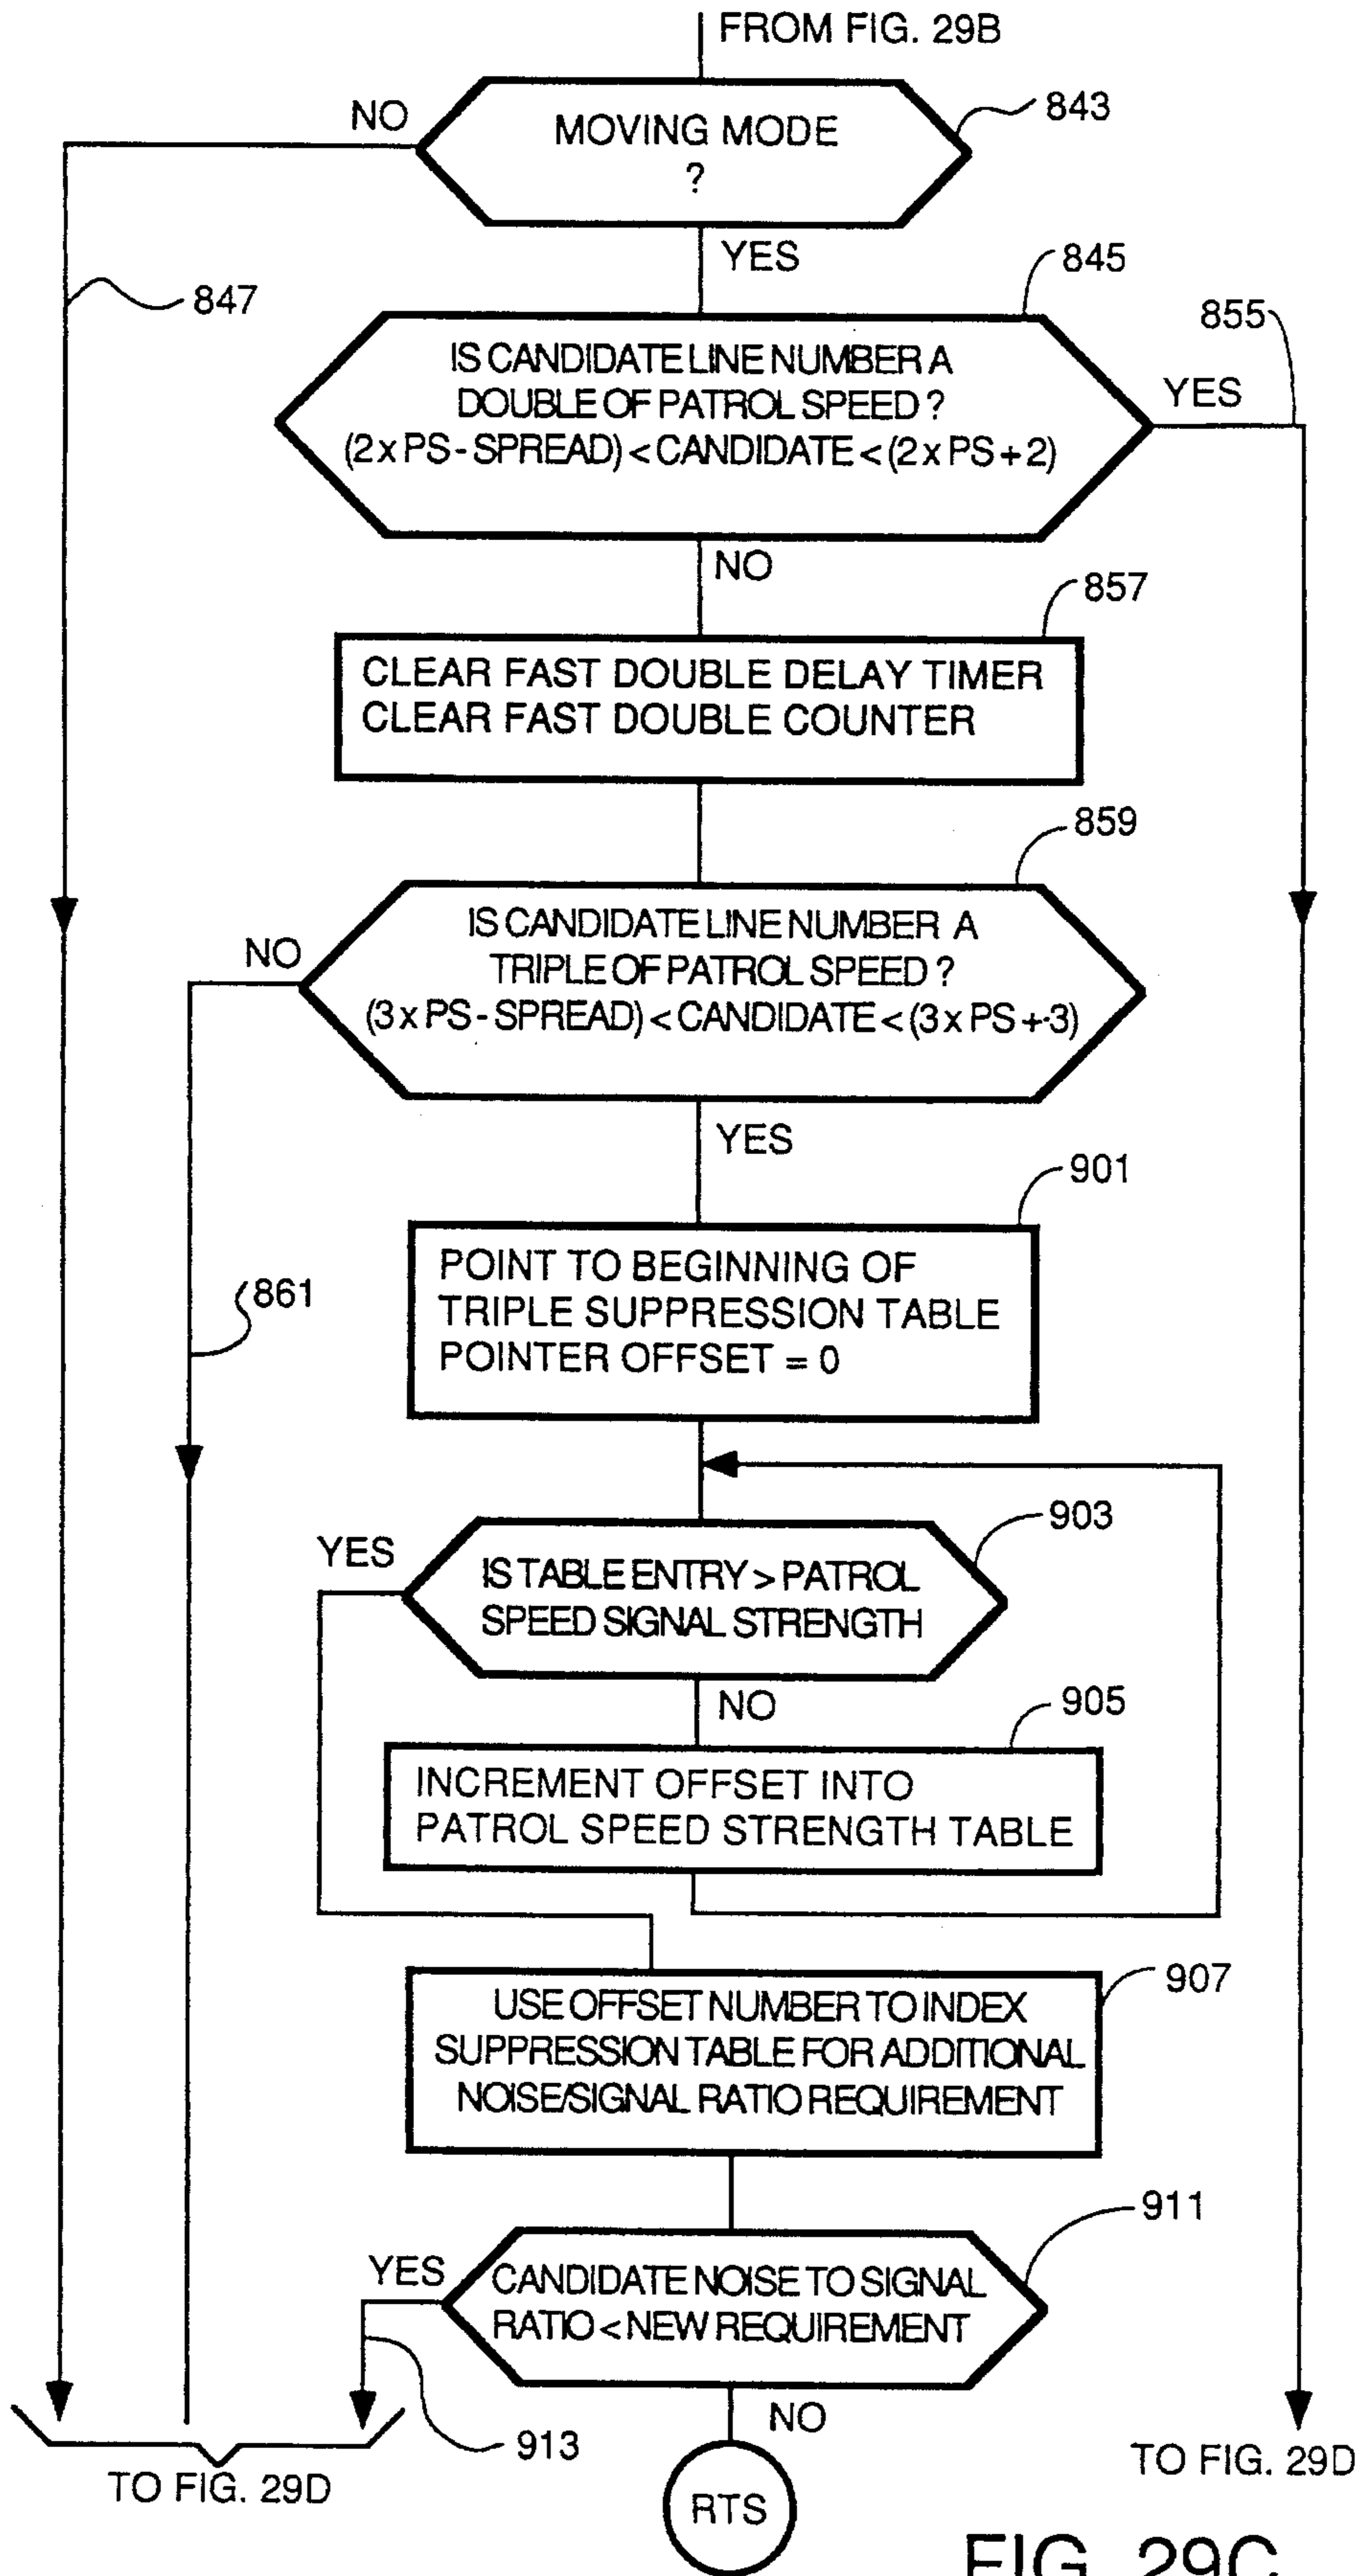 FROM FIG. 29B
NO
MOVING MODE
?
843
YES
847
845
855
IS CANDIDATE LINE NUMBER A
DOUBLE OF PATROL SPEED ?
(2 x PS - SPREAD) < CANDIDATE < (2 x PS + 2)
YES
NO
857
CLEAR FAST DOUBLE DELAY TIMER
CLEAR FAST DOUBLE COUNTER
859
NO
IS CANDIDATE LINE NUMBER A
TRIPLE OF PATROL SPEED ?
(3 x PS - SPREAD) < CANDIDATE < (3 x PS + 3)
YES
901
861
POINT TO BEGINNING OF
TRIPLE SUPPRESSION TABLE
POINTER OFFSET = 0
903
YES
IS TABLE ENTRY > PATROL
SPEED SIGNAL STRENGTH
NO
905
INCREMENT OFFSET INTO
PATROL SPEED STRENGTH TABLE
907
USE OFFSET NUMBER TO INDEX
SUPPRESSION TABLE FOR ADDITIONAL
NOISE/SIGNAL RATIO REQUIREMENT
911
YES
CANDIDATE NOISE TO SIGNAL
RATIO < NEW REQUIREMENT
NO
913
TO FIG. 29D
RTS
TO FIG. 29D
FIG. 29C